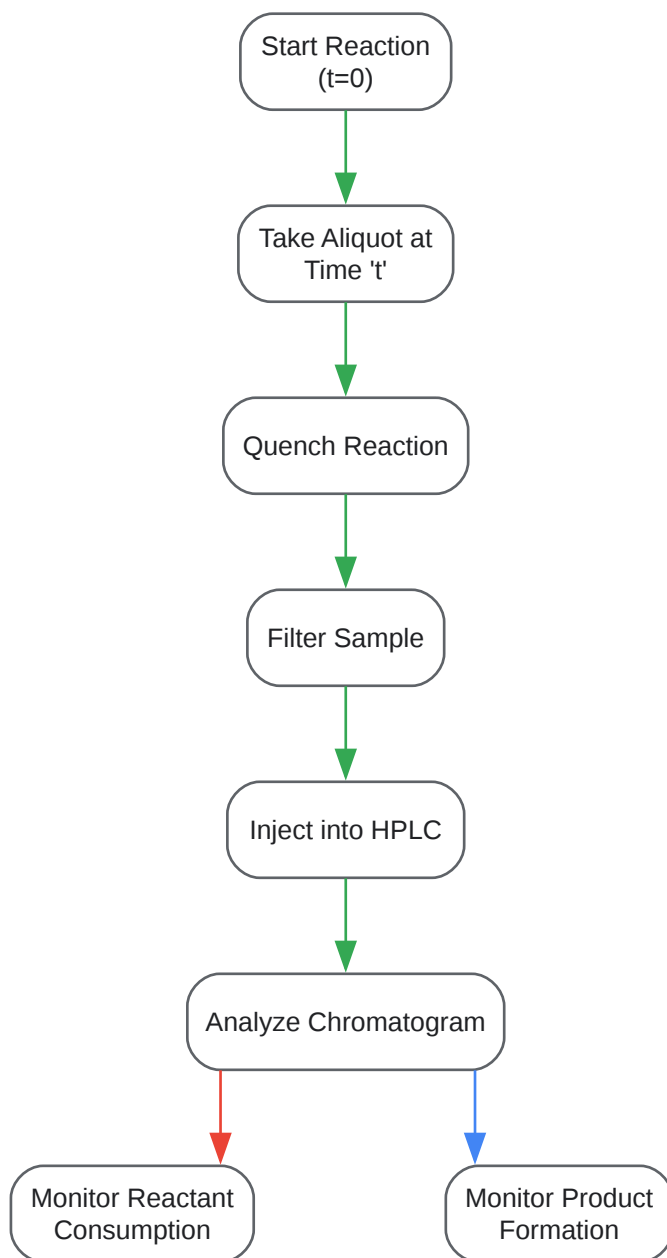 Start Reaction
(t=0)
Take Aliquot at
Time 't'
Quench Reaction
Filter Sample
Inject into HPLC
Analyze Chromatogram
Monitor Reactant
Consumption
Monitor Product
Formation